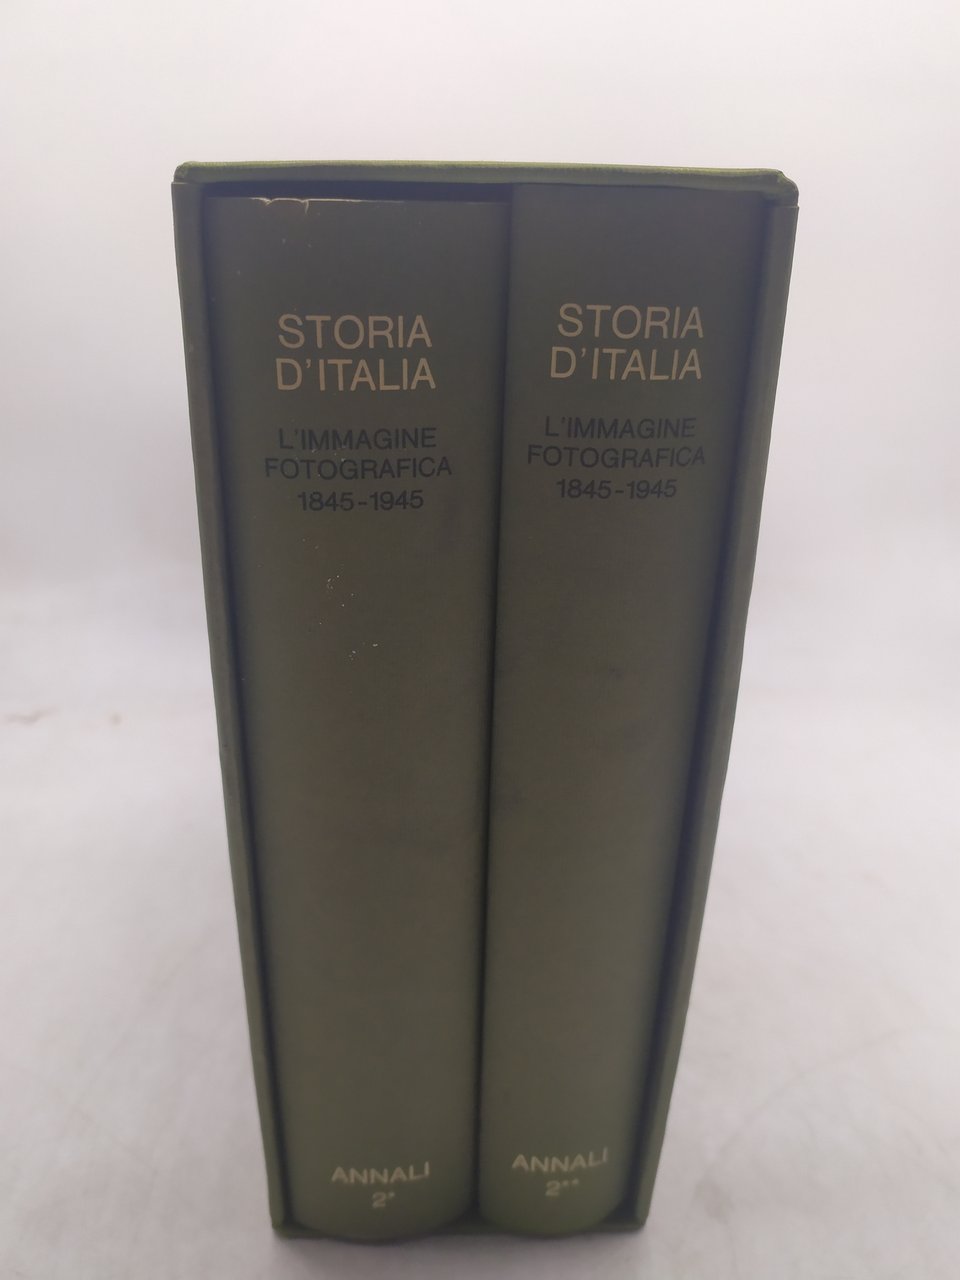 STORIA
D'ITALIA
L'IMMAGINE
FOTOGRAFICA
1845-1945
ANNALI
2*
STORIA
D'ITALIA
L'IMMAGINE
FOTOGRAFICA
1845-1945
ANNALI
2**